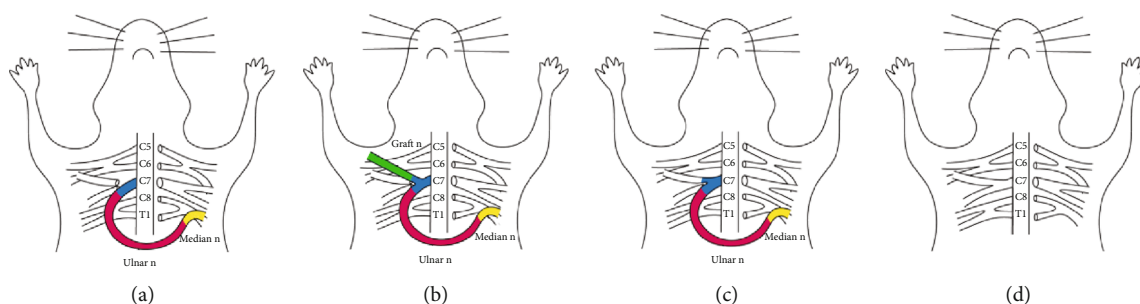 C5
C6
C7
C8
T1
Median n
Ulnar n
(a)
Graft n
C5
C6
C7
C8
T1
Median n
Ulnar n
(b)
C5
C6
C7
C8
T1
Median n
Ulnar n
(c)
C5
C6
C7
C8
T1
(d)